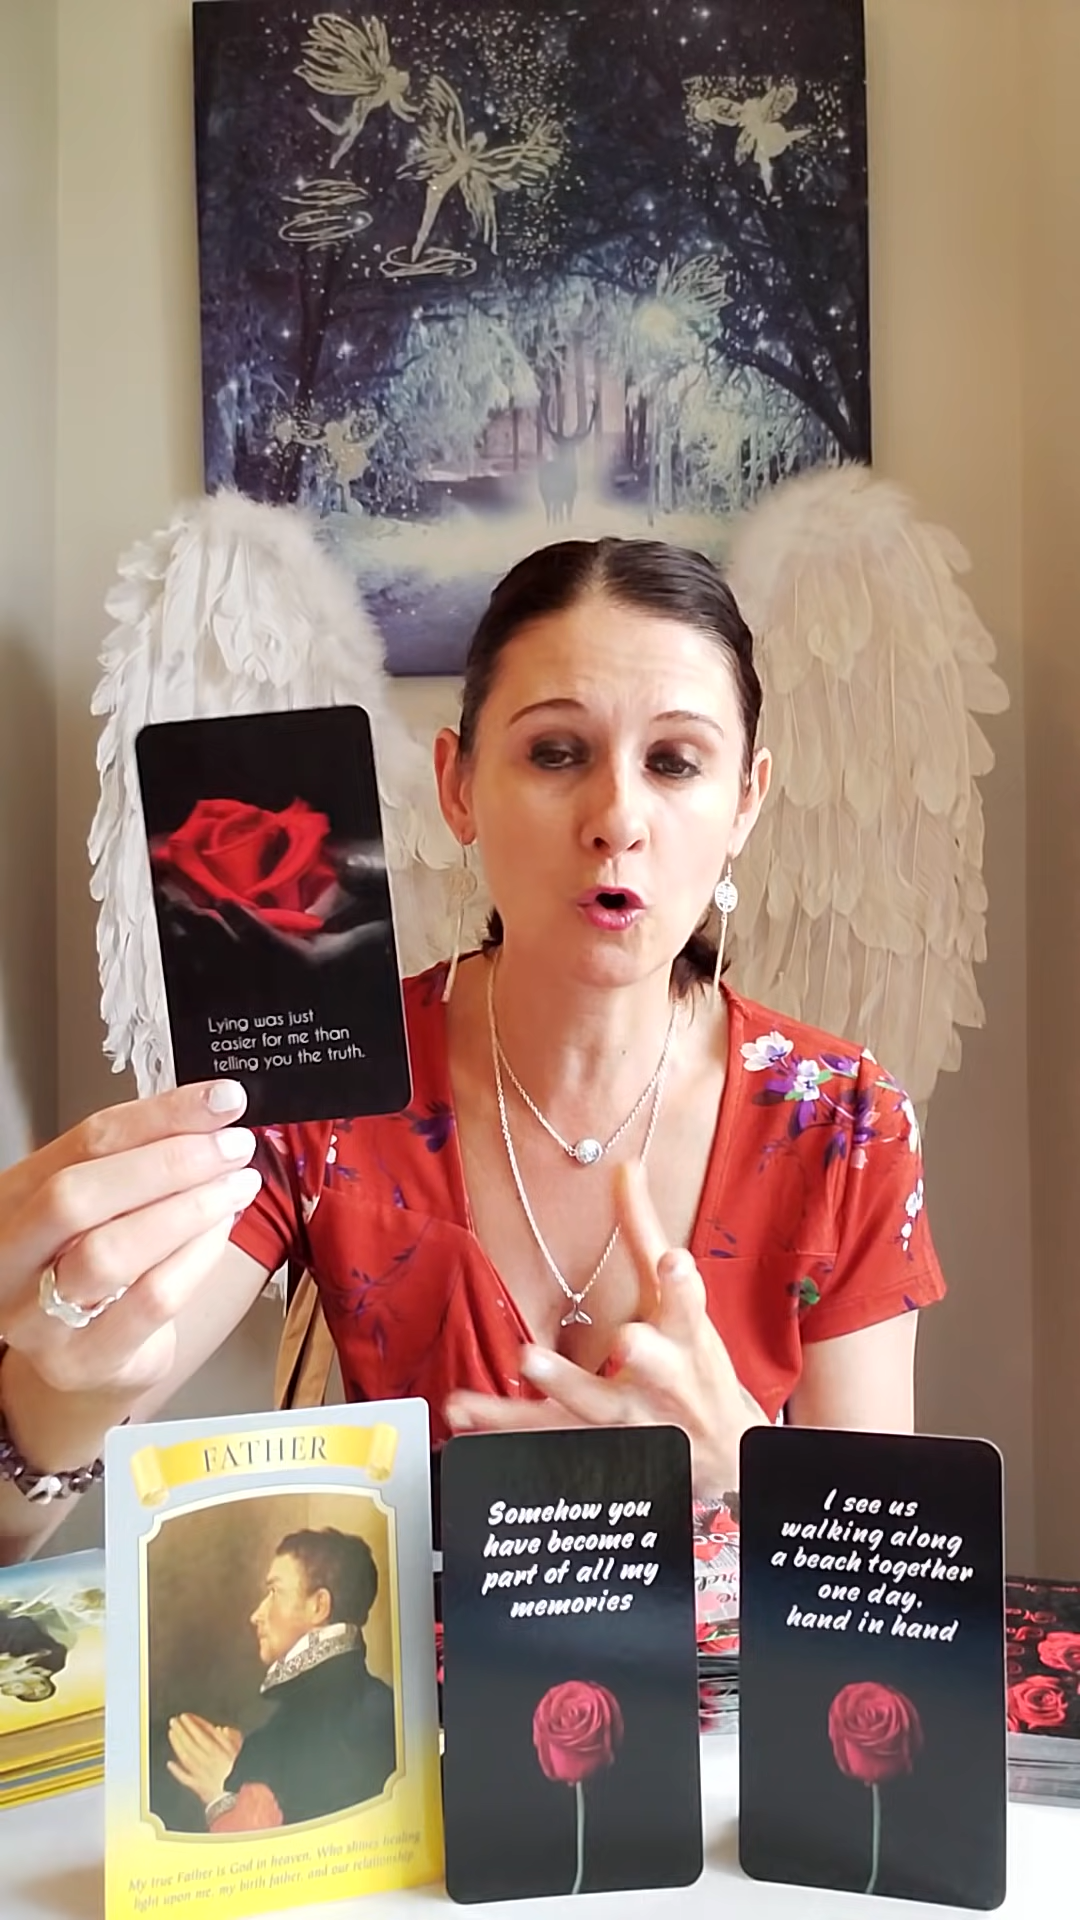 Lying was just
easier for me than
telling you the truth.
FATHER
My true Father is God in heaven, Who shines healing
light upon me, my birth father, and our relationship.
Somehow you
have become a
part of all my
memories
I see us
walking along
a beach together
one day,
hand in hand